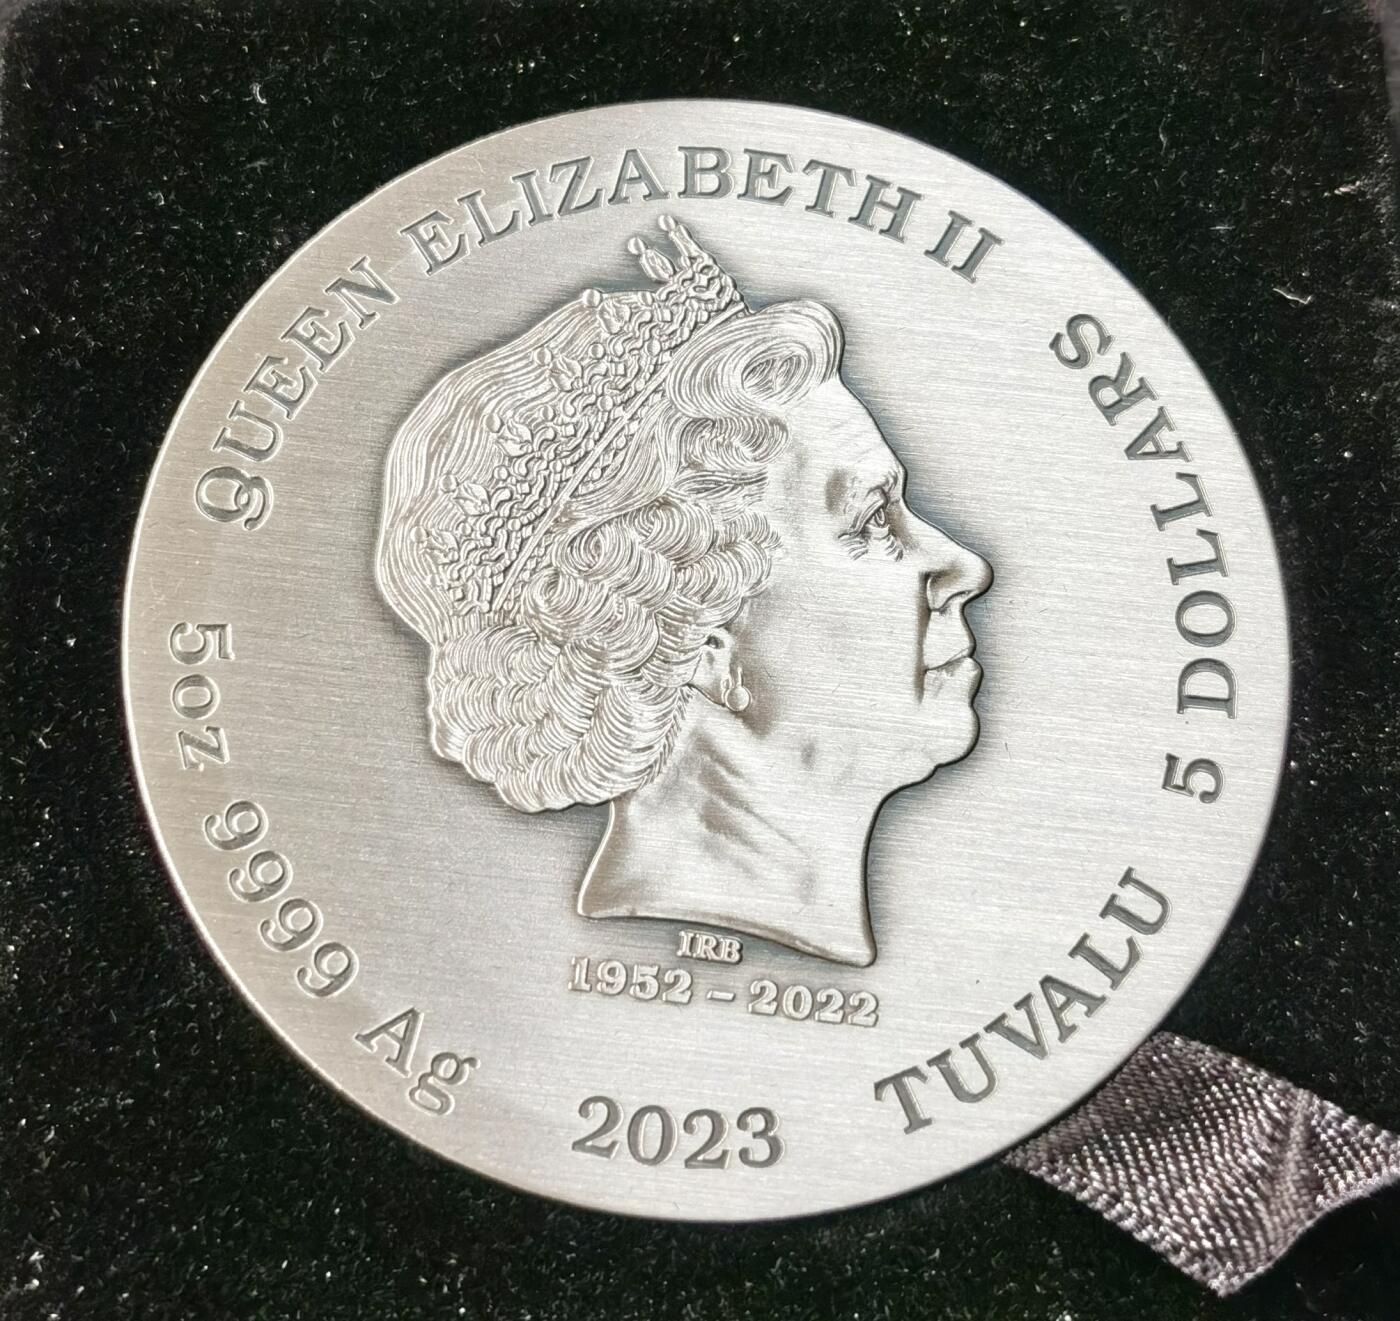 QUEEN ELIZABETH II
5 DOLLARS
TUVALU
2023
5oz 9999 Ag
IRB
1952 – 2022